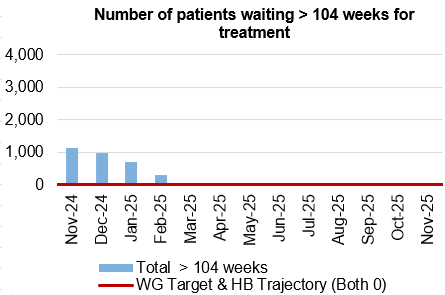 Number of patients waiting > 104 weeks for
treatment
4,000
3,000
2,000
1,000
0
Nov-24
Dec-24
Jan-25
Feb-25
Mar-25
Apr-25
May-25
Jun-25
Jul-25
Aug-25
Sep-25
Oct-25
Nov-25
Total > 104 weeks
WG Target & HB Trajectory (Both 0)